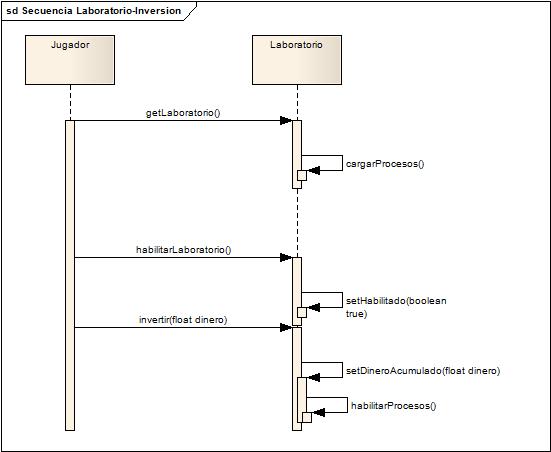 sd Secuencia Laboratorio-Inversion
Jugador
Laboratorio
getLaboratorio()
cargarProcesos()
habilitarLaboratorio()
setHabilitado(boolean
true)
invertir(float dinero)
setDineroAcumulado(float dinero)
habilitarProcesos()